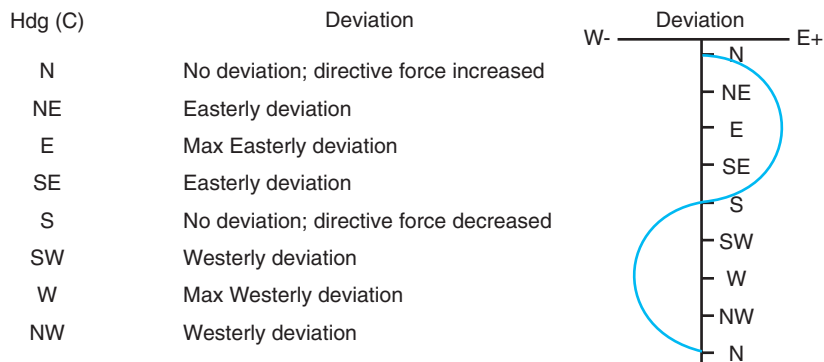 Hdg (C) Deviation
N No deviation; directive force increased
NE Easterly deviation
E Max Easterly deviation
SE Easterly deviation
S No deviation; directive force decreased
SW Westerly deviation
W Max Westerly deviation
NW Westerly deviation
Deviation
W- E+
N
NE
E
SE
S
SW
W
NW
N